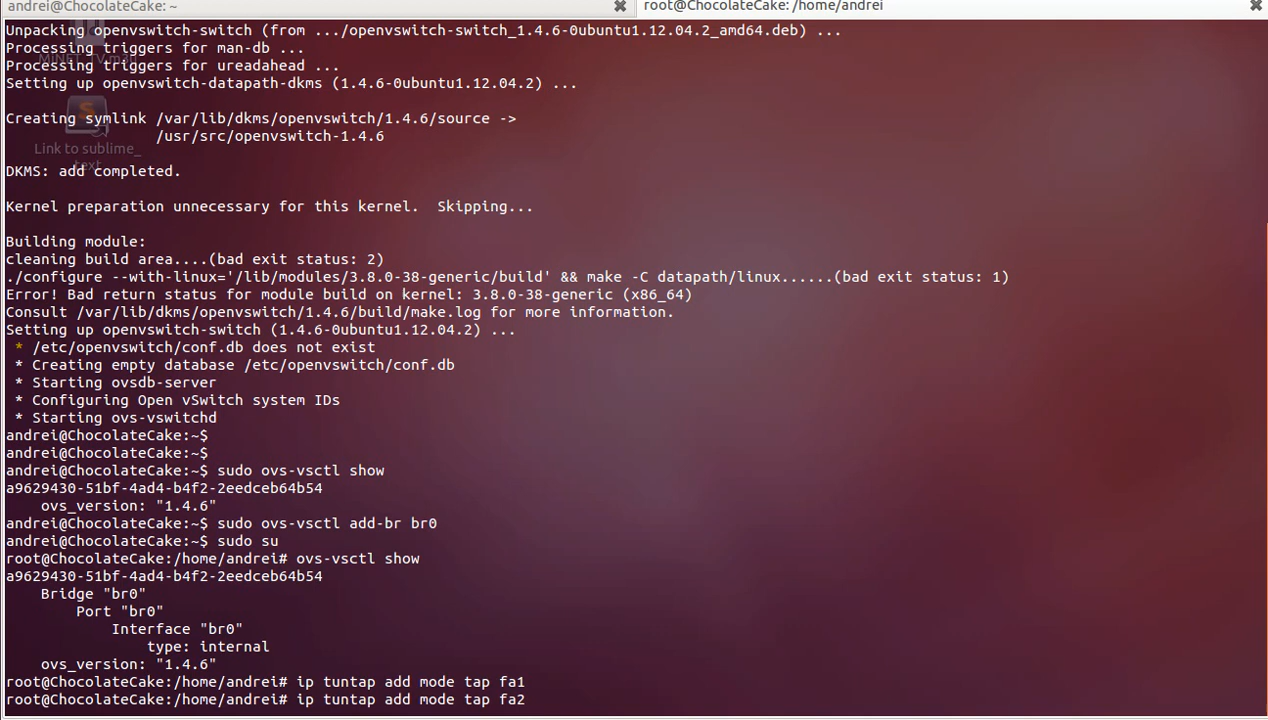 andrei@ChocolateCake: ~
root@ChocolateCake: /home/andrei
Unpacking openvswitch-switch (from .../openvswitch-switch_1.4.6-0ubuntu1.12.04.2_amd64.deb) ...
Processing triggers for man-db ...
Processing triggers for ureadahead ...
Setting up openvswitch-datapath-dkms (1.4.6-0ubuntu1.12.04.2) ...
Creating symlink /var/lib/dkms/openvswitch/1.4.6/source ->
/usr/src/openvswitch-1.4.6
Link to sublime_
text
DKMS: add completed.
Kernel preparation unnecessary for this kernel.  Skipping...
Building module:
cleaning build area....(bad exit status: 2)
./configure --with-linux='/lib/modules/3.8.0-38-generic/build' && make -C datapath/linux......(bad exit status: 1)
Error! Bad return status for module build on kernel: 3.8.0-38-generic (x86_64)
Consult /var/lib/dkms/openvswitch/1.4.6/build/make.log for more information.
Setting up openvswitch-switch (1.4.6-0ubuntu1.12.04.2) ...
* /etc/openvswitch/conf.db does not exist
* Creating empty database /etc/openvswitch/conf.db
* Starting ovsdb-server
* Configuring Open vSwitch system IDs
* Starting ovs-vswitchd
andrei@ChocolateCake:~$
andrei@ChocolateCake:~$
andrei@ChocolateCake:~$ sudo ovs-vsctl show
a9629430-51bf-4ad4-b4f2-2eedceb64b54
ovs_version: "1.4.6"
andrei@ChocolateCake:~$ sudo ovs-vsctl add-br br0
andrei@ChocolateCake:~$ sudo su
root@ChocolateCake:/home/andrei# ovs-vsctl show
a9629430-51bf-4ad4-b4f2-2eedceb64b54
Bridge "br0"
Port "br0"
Interface "br0"
type: internal
ovs_version: "1.4.6"
root@ChocolateCake:/home/andrei# ip tuntap add mode tap fa1
root@ChocolateCake:/home/andrei# ip tuntap add mode tap fa2